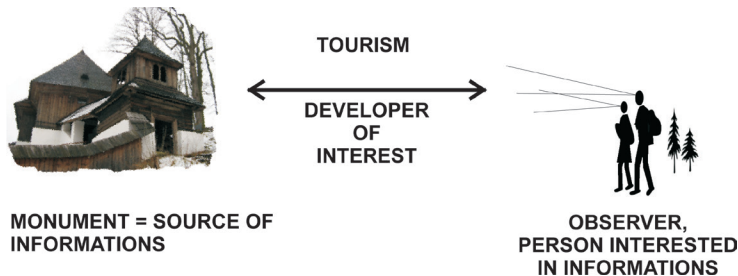 TOURISM
DEVELOPER
OF
INTEREST
MONUMENT = SOURCE OF
INFORMATIONS
OBSERVER,
PERSON INTERESTED
IN INFORMATIONS